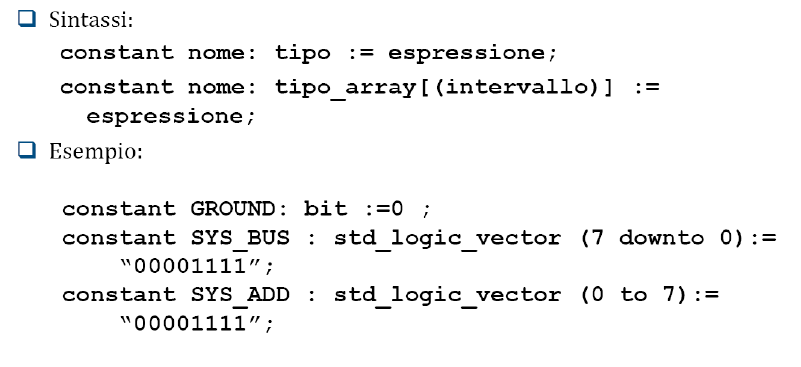 Sintassi:
constant nome: tipo := espressione;
constant nome: tipo_array[(intervallo)] :=
espressione;
Esempio:
constant GROUND: bit :=0 ;
constant SYS_BUS : std_logic_vector (7 downto 0):=
“00001111”;
constant SYS_ADD : std_logic_vector (0 to 7):=
“00001111”;